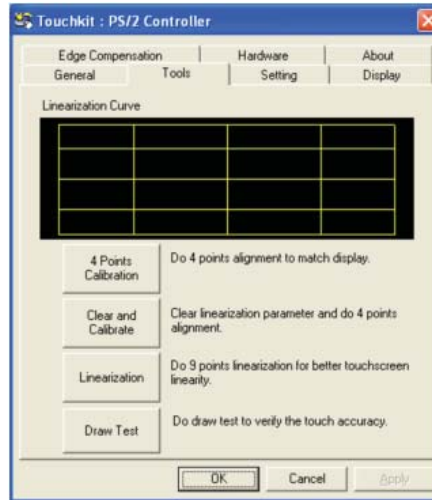 Touchkit : PS/2 Controller
Edge Compensation
Hardware
About
General
Tools
Setting
Display
Linearization Curve
4 Points
Calibration
Do 4 points alignment to match display.
Clear and
Calibrate
Clear linearization parameter and do 4 points
alignment.
Linearization
Do 9 points linearization for better touchscreen
linearity.
Draw Test
Do draw test to verify the touch accuracy.
OK
Cancel
Apply